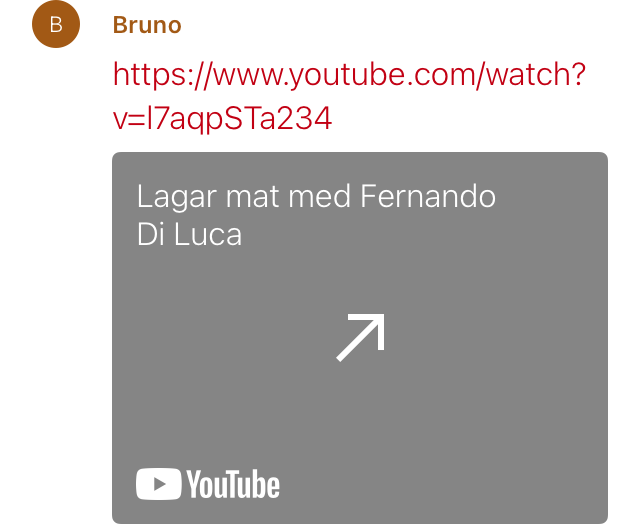 B
Bruno
https://www.youtube.com/watch?
v=l7aqpSTa234
Lagar mat med Fernando
Di Luca
YouTube